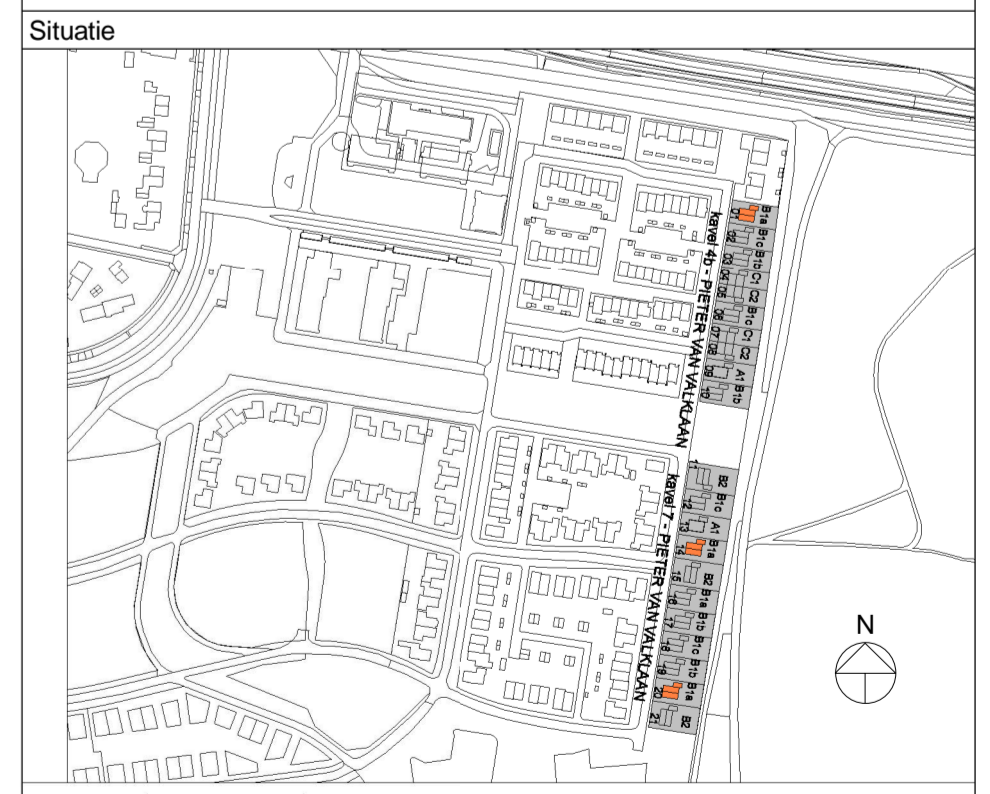 Situatie
kavel 4b - PIETER VAN VALKLAAN
01 B1a
02 B1c
03 B1b
04 C1
05 C2
06 B1c
07 C1
08 C2
09 A1
10 B1b
kavel 7 - PIETER VAN VALKLAAN
11 B2
12 B1c
13 A1
14 B1a
15 B2
16 B1a
17 B1b
18 B1c
19 B1b
20 B1a
21 B2
N